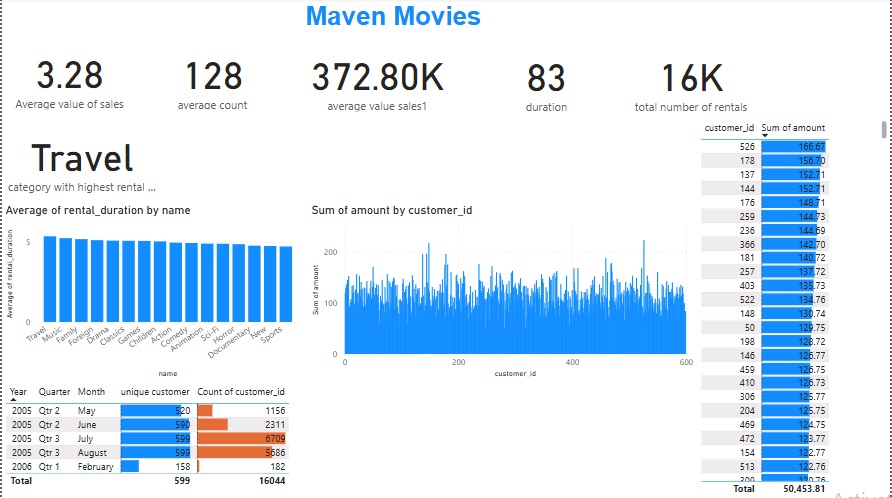 Maven Movies
3.28
Average value of sales
128
average count
372.80K
average value sales1
83
duration
16K
total number of rentals
Travel
category with highest rental ...
Average of rental_duration by name
Average of rental_duration
5
0
Travel
Music
Family
Foreign
Drama
Classics
Games
Children
Action
Comedy
Animation
Sci-Fi
Horror
Documentary
New
Sports
name
Sum of amount by customer_id
Sum of amount
200
100
0
0 200 400 600
customer_id
Year Quarter Month unique customer Count of customer_id
2005 Qtr 2 May 520 1156
2005 Qtr 2 June 590 2311
2005 Qtr 3 July 599 6709
2005 Qtr 3 August 599 5686
2006 Qtr 1 February 158 182
Total 599 16044
customer_id Sum of amount
526 166.67
178 156.70
137 152.71
144 152.71
176 148.71
259 144.73
236 144.69
366 142.70
181 140.72
257 137.72
403 135.73
522 134.76
148 130.74
50 129.75
198 128.72
146 126.77
459 126.75
410 126.73
306 125.77
204 125.75
469 124.75
472 123.77
154 122.77
513 122.76
Total 50,453.81